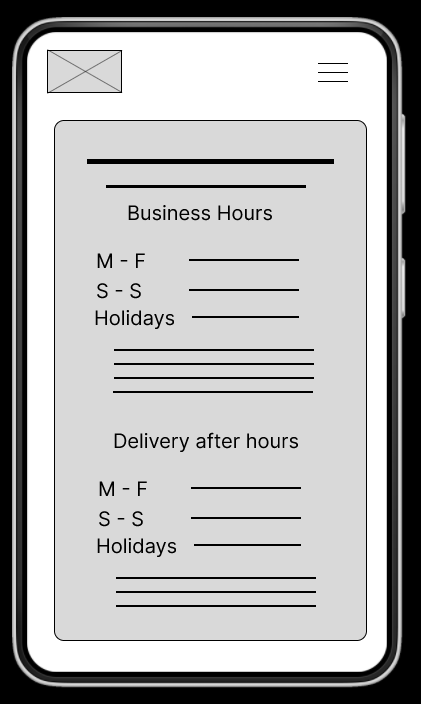 Business Hours
M - F
S - S
Holidays
Delivery after hours
M - F
S - S
Holidays